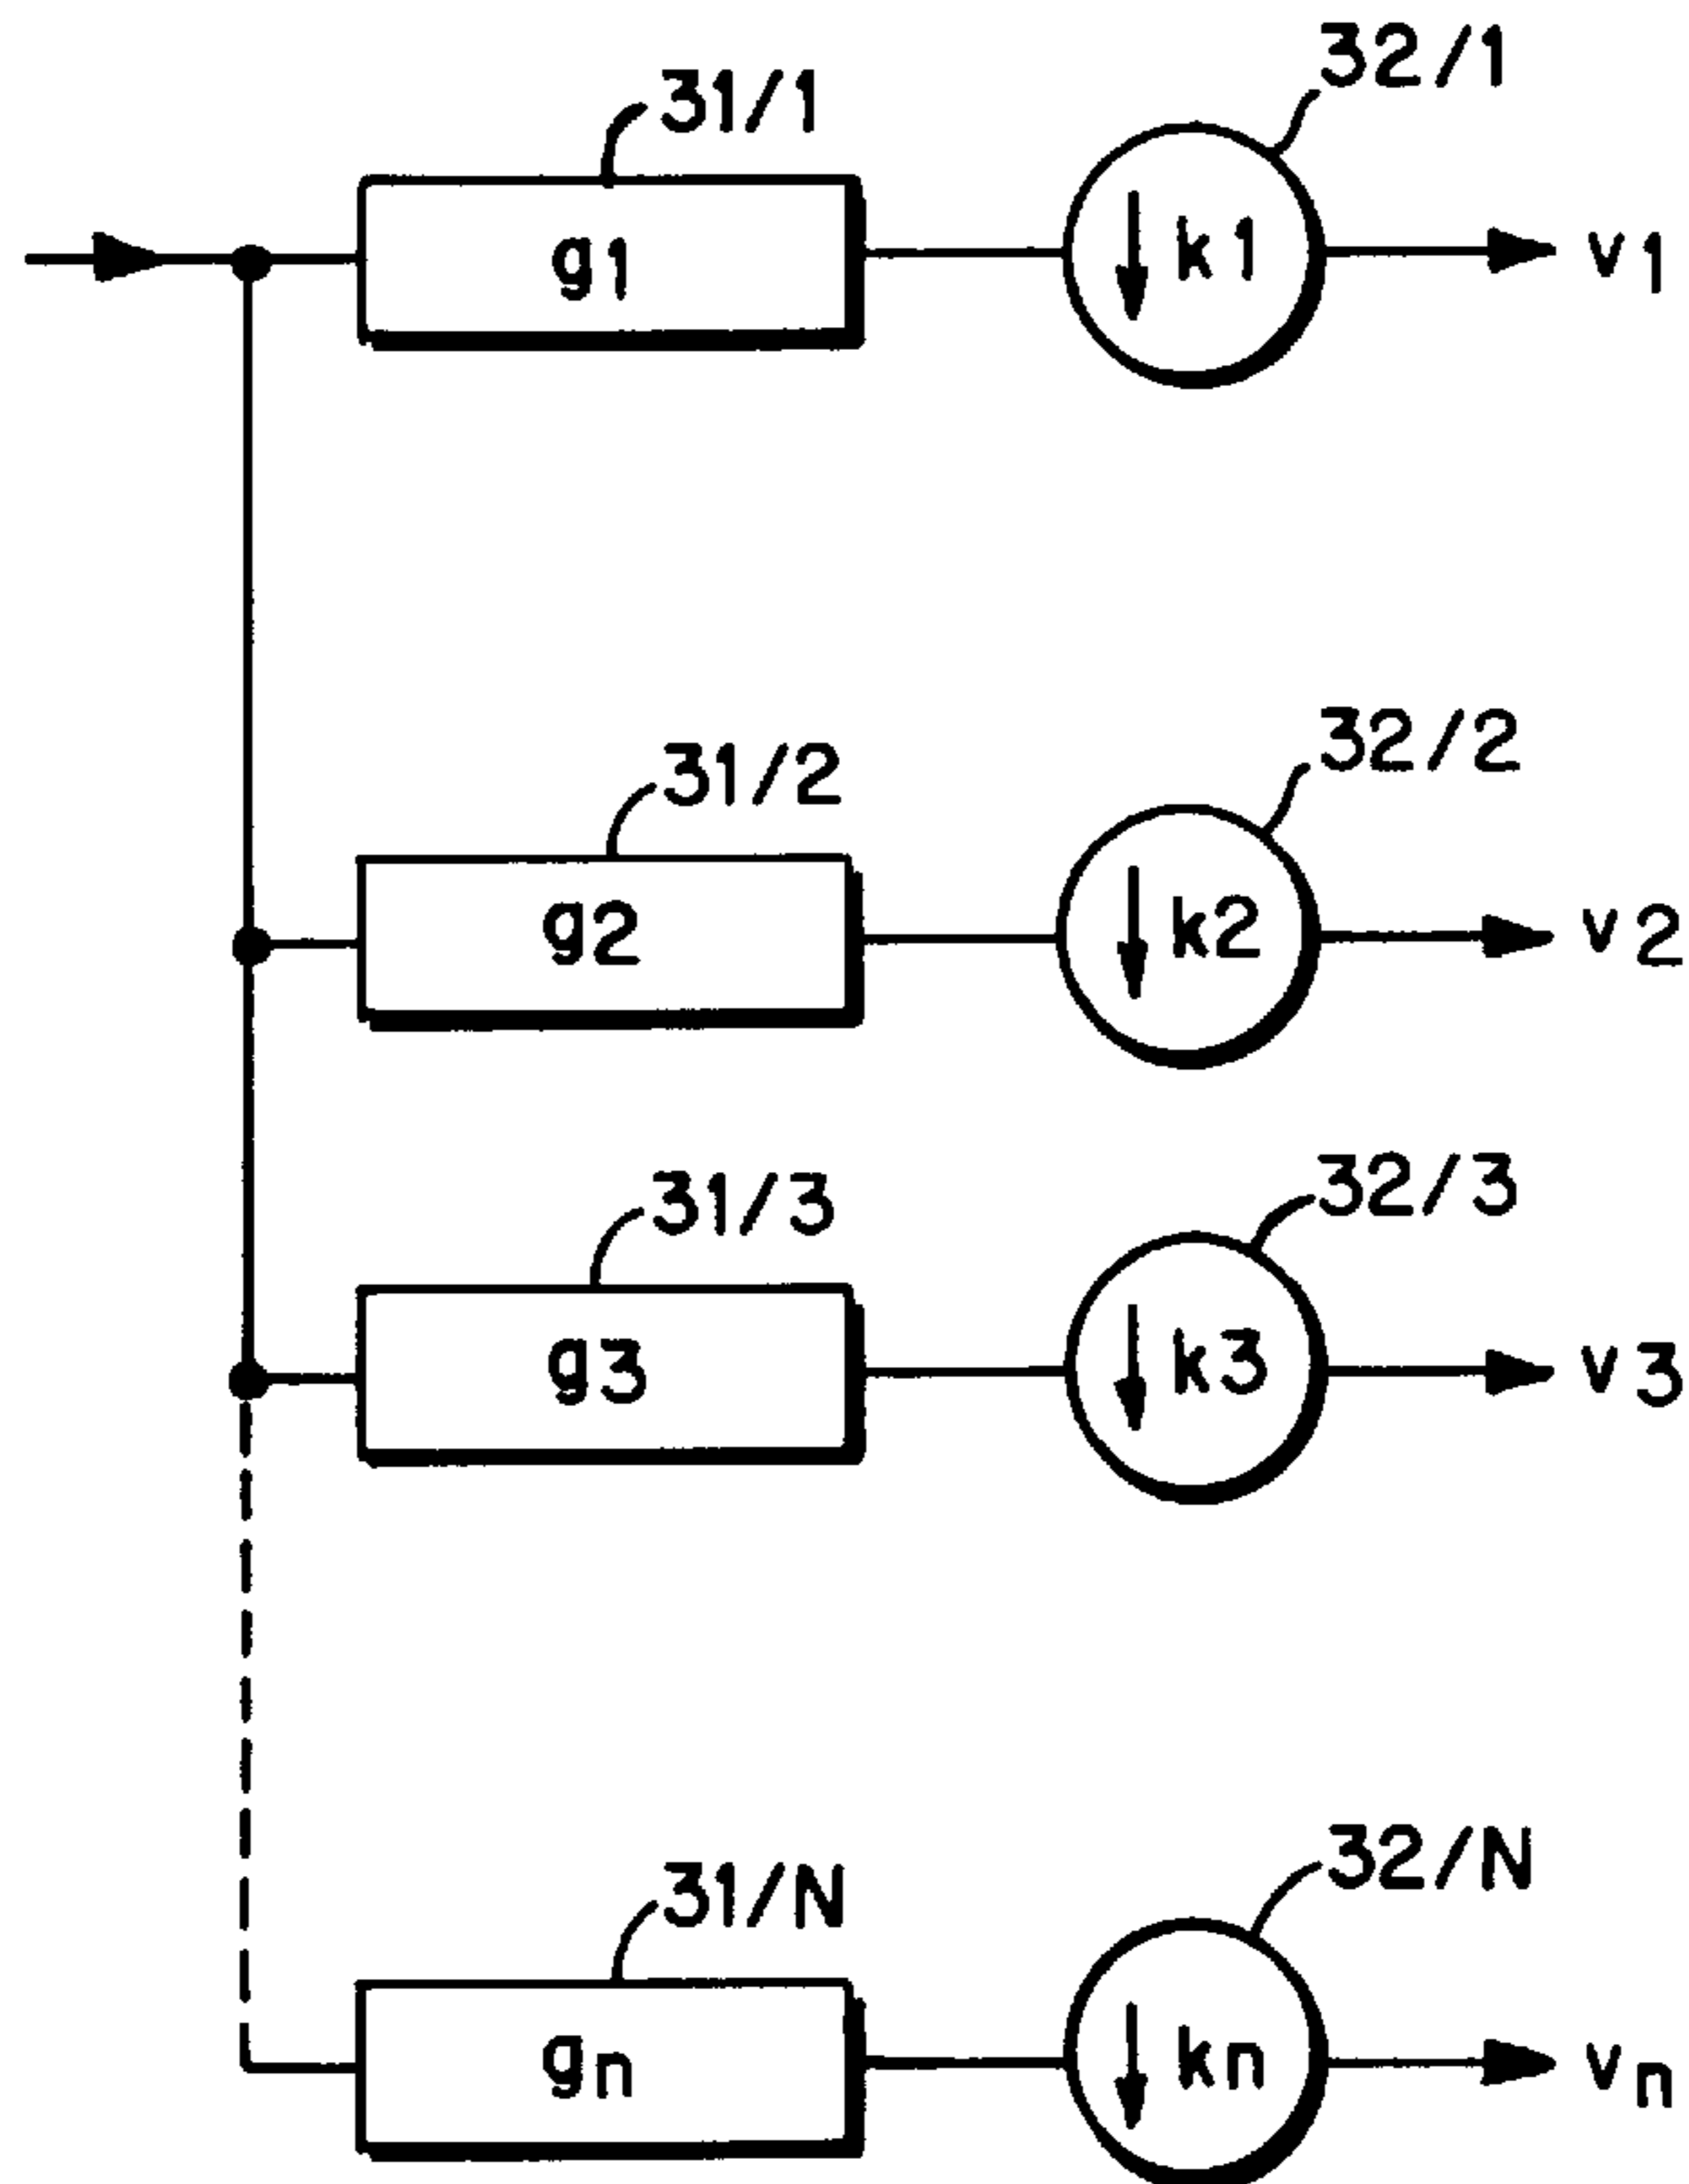 32/1
31/1
g1
k1
v1
32/2
31/2
g2
k2
v2
32/3
31/3
g3
k3
v3
32/N
31/N
gn
kn
vn